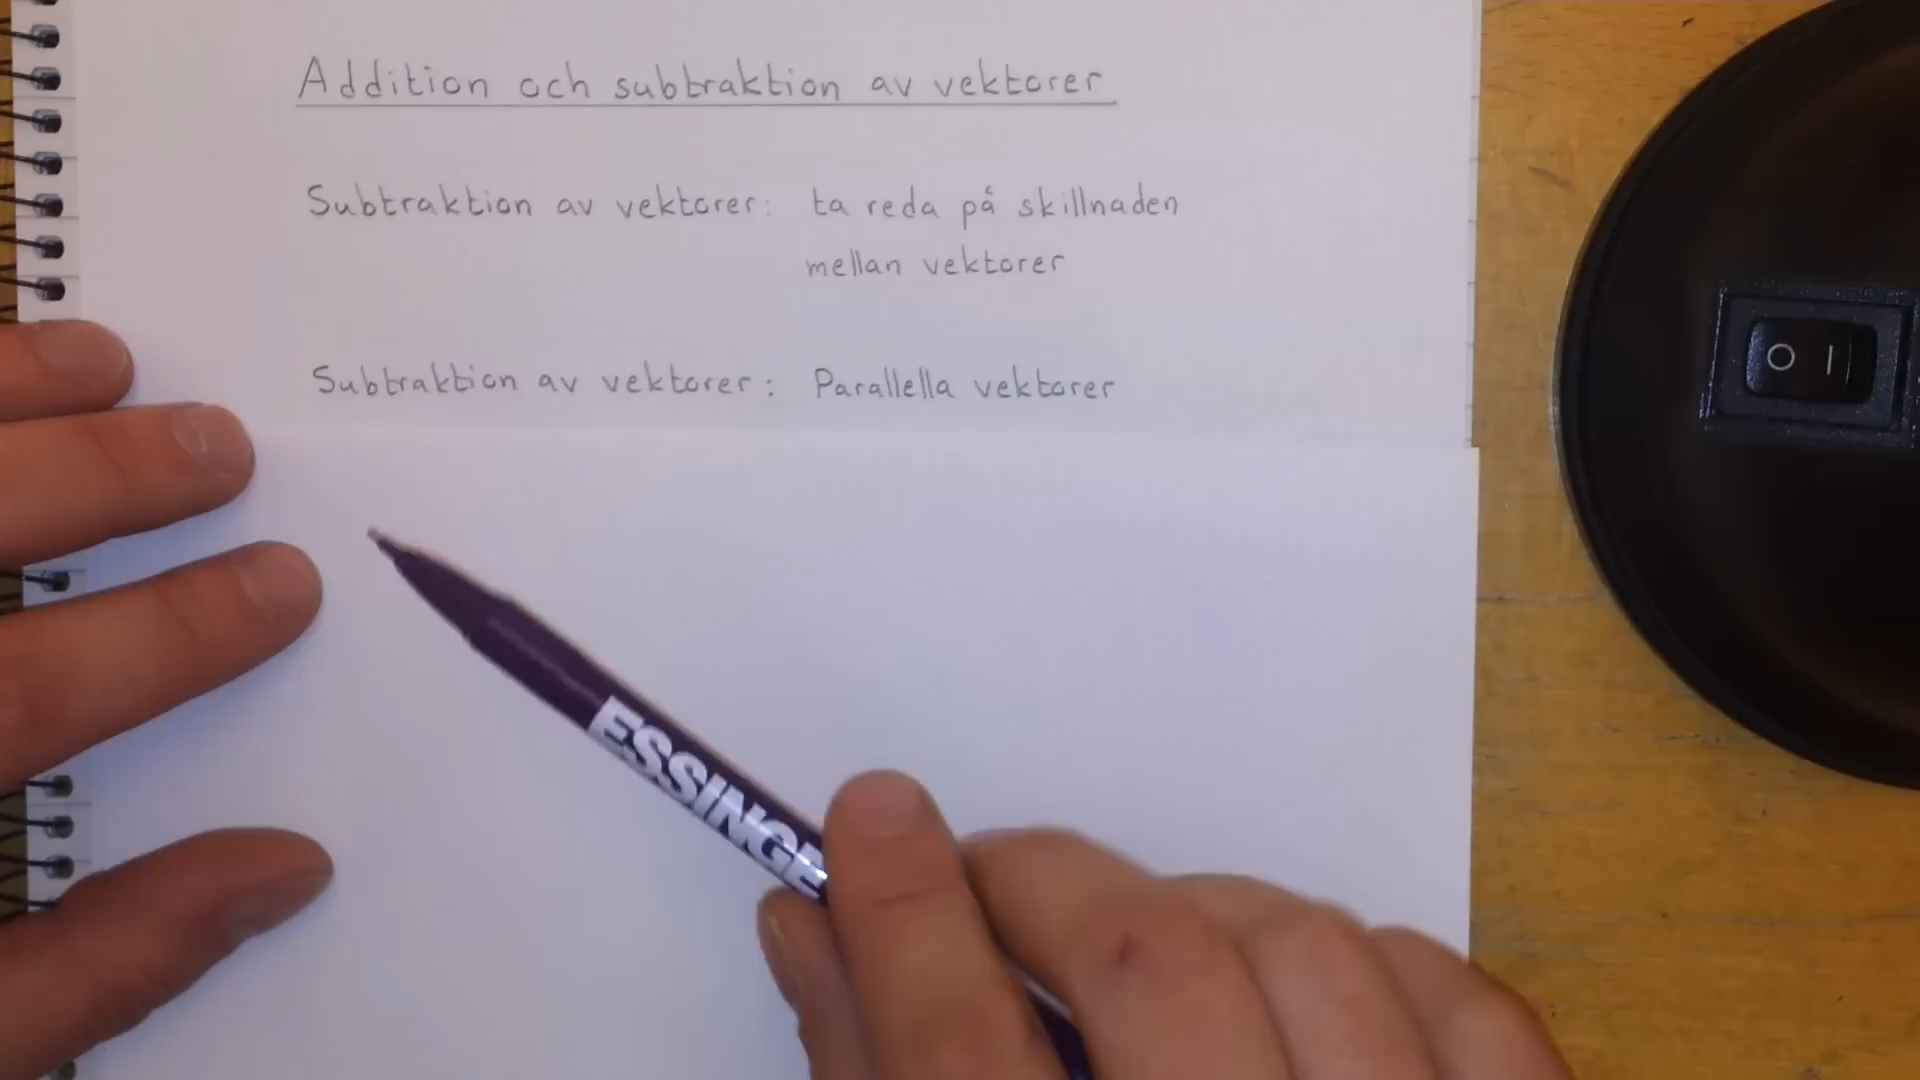 Addition och subtraktion av vektorer
Subtraktion av vektorer: ta reda på skillnaden
mellan vektorer
Subtraktion av vektorer: Parallella vektorer
ESSINGE
O I